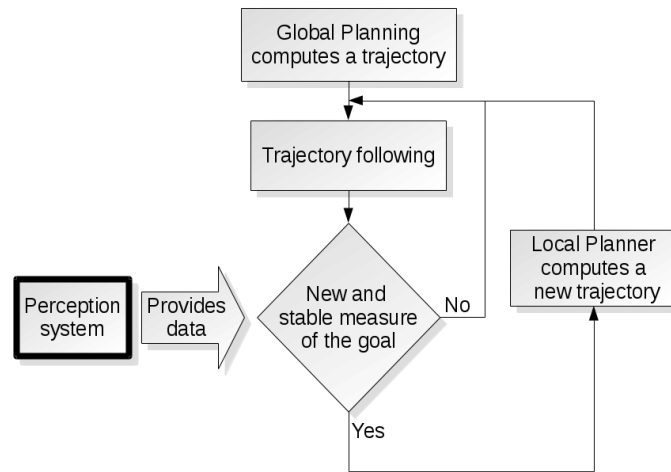 Global Planning
computes a trajectory
Trajectory following
Perception
system
Provides
data
New and
stable measure
of the goal
No
Local Planner
computes a
new trajectory
Yes